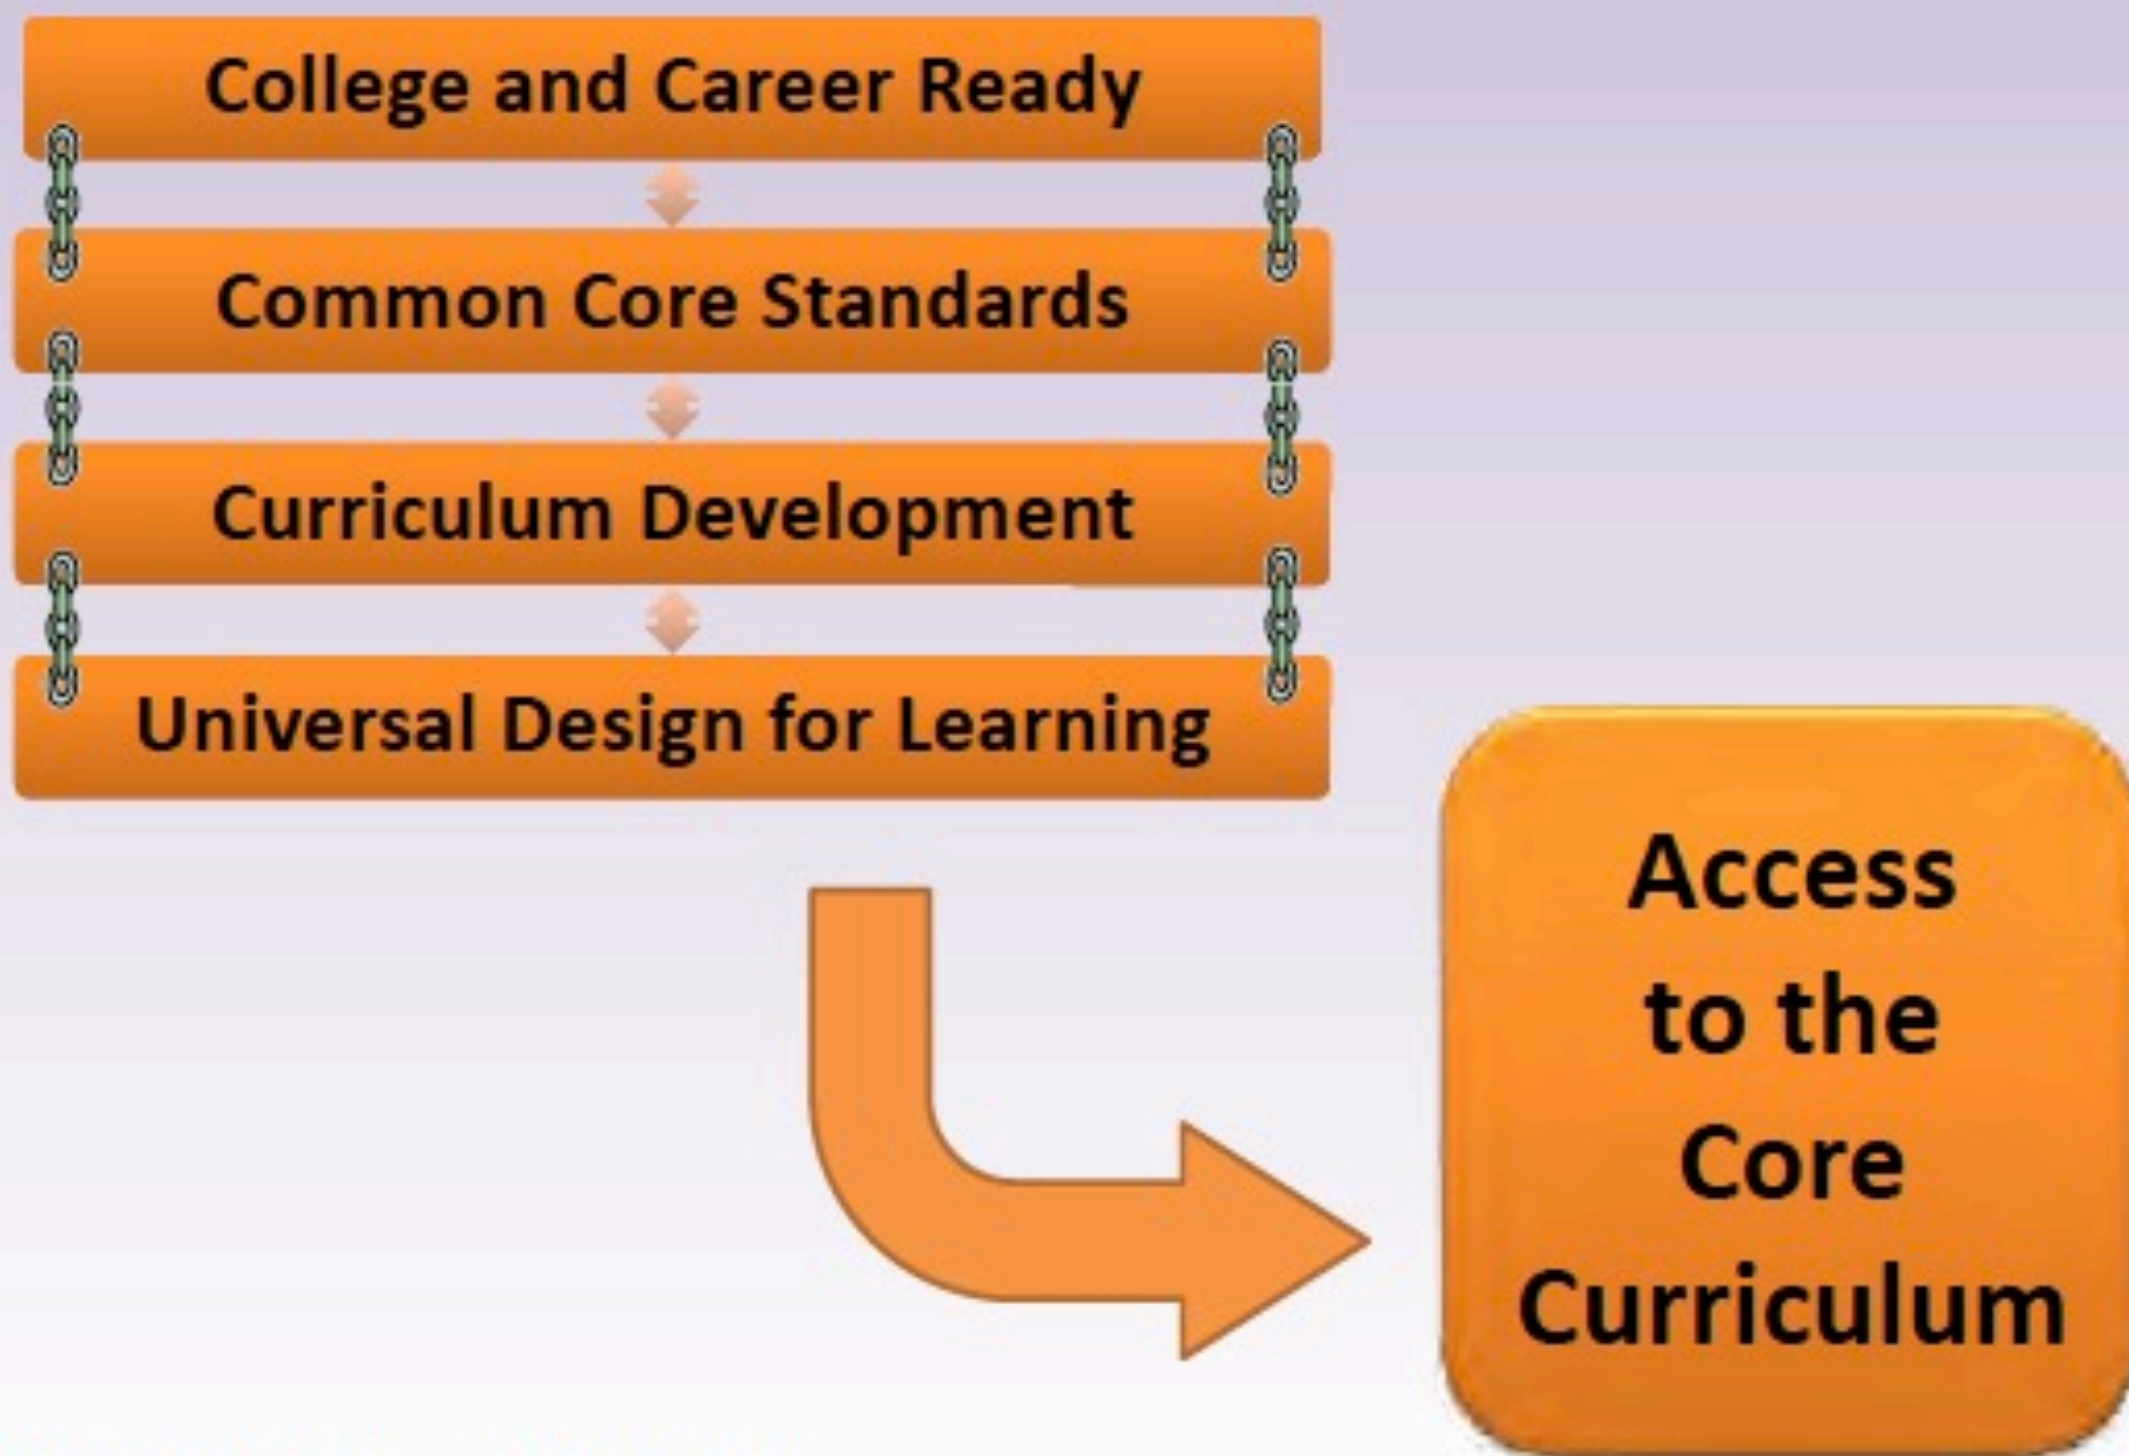 College and Career Ready
Common Core Standards
Curriculum Development
Universal Design for Learning
Access
to the
Core
Curriculum